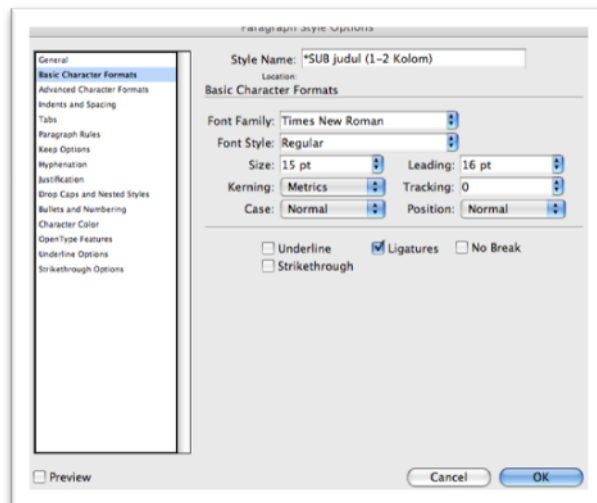 Paragraph Style Options
General
Basic Character Formats
Advanced Character Formats
Indents and Spacing
Tabs
Paragraph Rules
Keep Options
Hyphenation
Justification
Drop Caps and Nested Styles
Bullets and Numbering
Character Color
OpenType Features
Underline Options
Strikethrough Options
Style Name: *SUB judul (1-2 Kolom)
Location:
Basic Character Formats
Font Family: Times New Roman
Font Style: Regular
Size: 15 pt Leading: 16 pt
Kerning: Metrics Tracking: 0
Case: Normal Position: Normal
Underline Ligatures No Break
Strikethrough
Preview Cancel OK